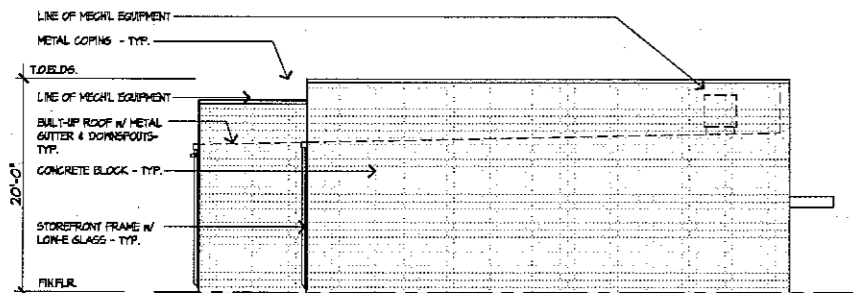 LINE OF MECH'L EQUIPMENT
METAL COPING - TYP.
T.O.BLDG.
LINE OF MECH'L EQUIPMENT
BUILT-UP ROOF W/ METAL
GUTTER & DOWNSPOUTS-
TYP.
CONCRETE BLOCK - TYP.
20'-0"
STOREFRONT FRAME W/
LOW-E GLASS - TYP.
FIN.FLR.